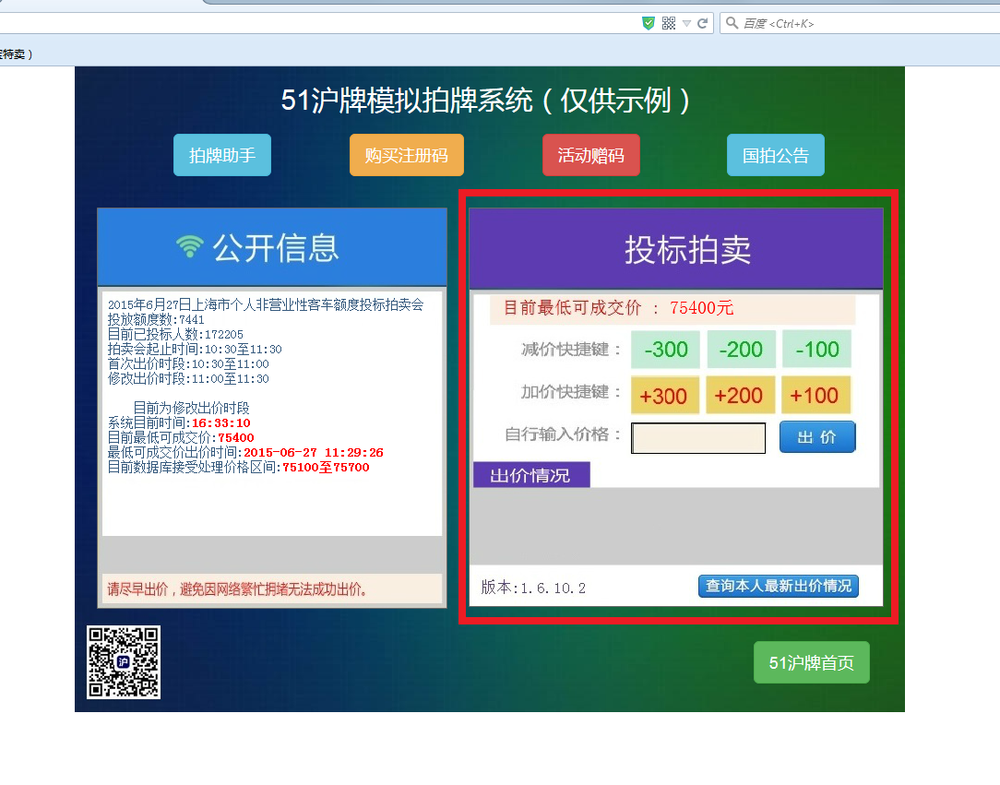 百度 <Ctrl+K>
特卖）
51沪牌模拟拍牌系统（仅供示例）
拍牌助手 购买注册码 活动赠码 国拍公告
公开信息
2015年6月27日上海市个人非营业性客车额度投标拍卖会
投放额度数:7441
目前已投标人数:172205
拍卖会起止时间:10:30至11:30
首次出价时段:10:30至11:00
修改出价时段:11:00至11:30
目前为修改出价时段
系统目前时间:16:33:10
目前最低可成交价:75400
最低可成交价出价时间:2015-06-27 11:29:26
目前数据库接受处理价格区间:75100至75700
请尽早出价，避免因网络繁忙拥堵无法成功出价。
投标拍卖
目前最低可成交价 ： 75400元
减价快捷键： -300 -200 -100
加价快捷键： +300 +200 +100
自行输入价格： 出 价
出价情况
版本:1.6.10.2 查询本人最新出价情况
沪
51沪牌首页